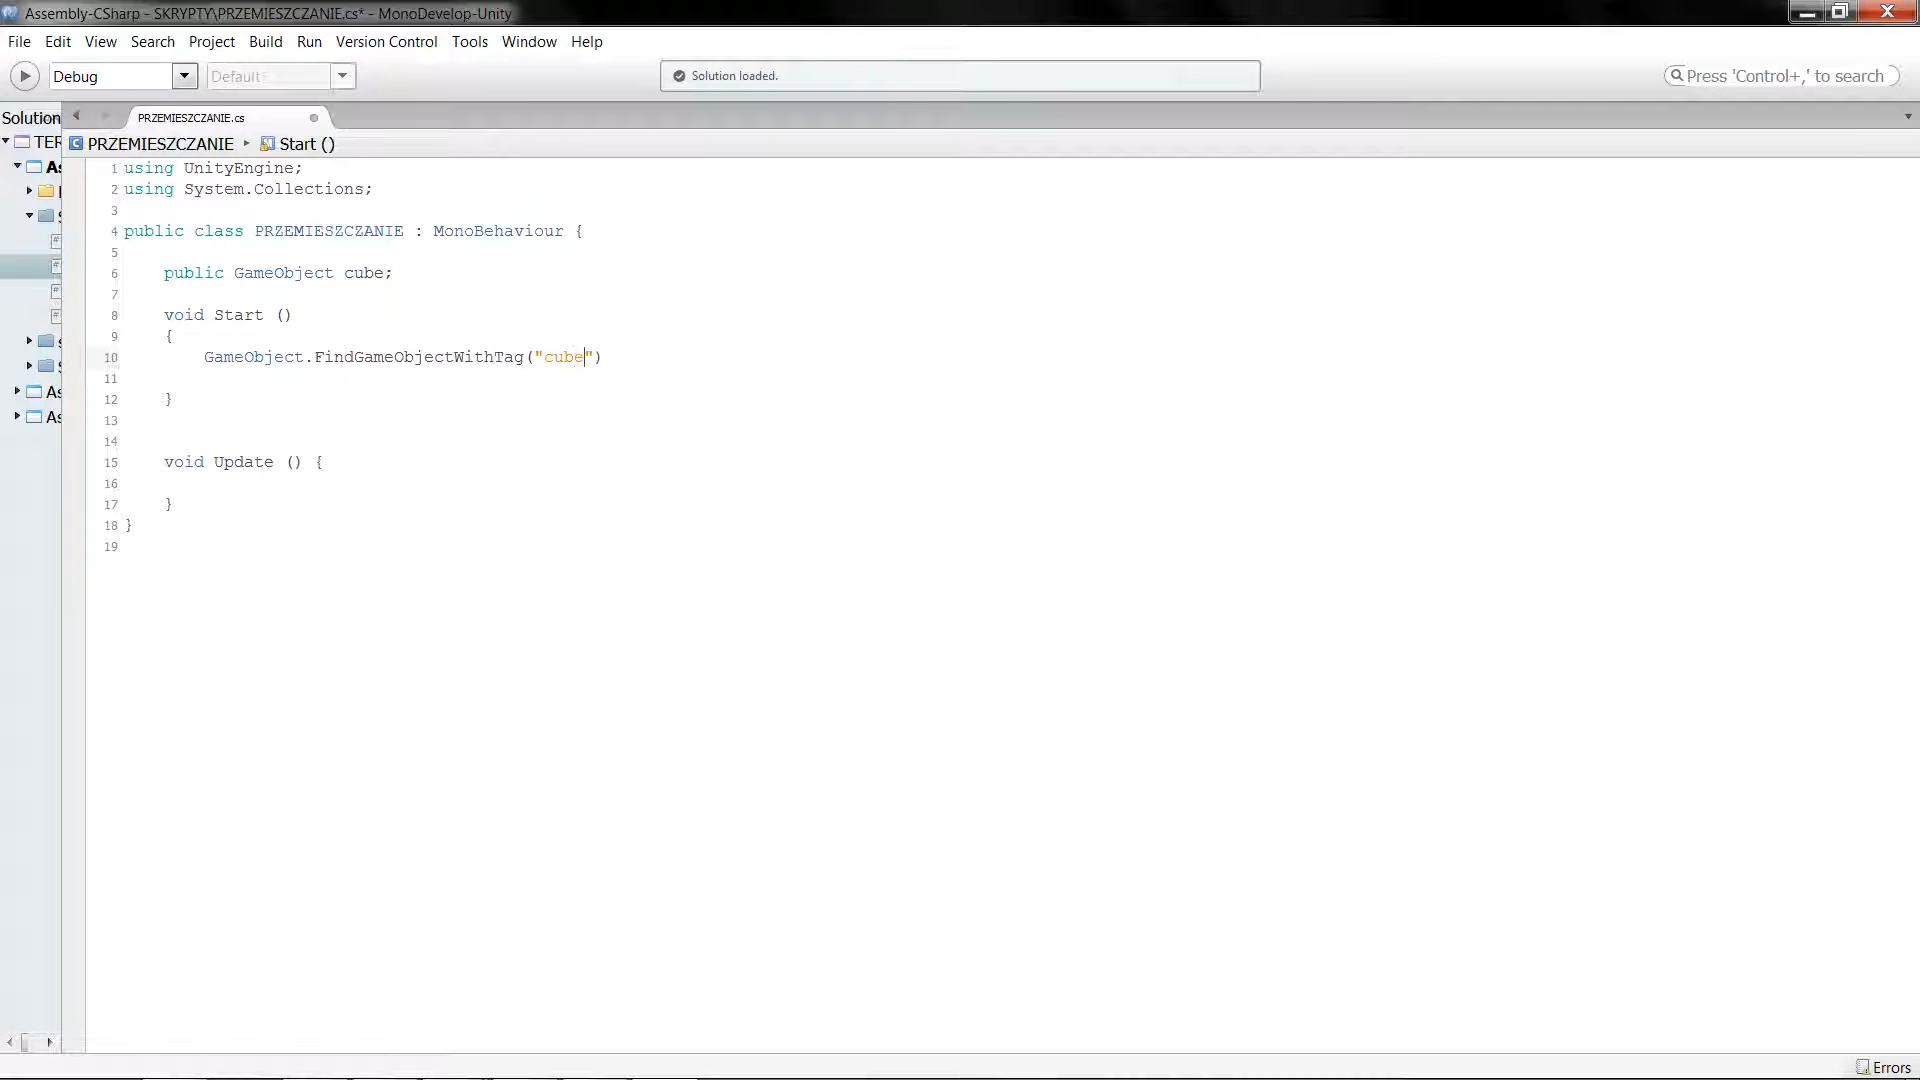 Assembly-CSharp - SKRYPTY\PRZEMIESZCZANIE.cs* - MonoDevelop-Unity
File Edit View Search Project Build Run Version Control Tools Window Help
Debug Default Solution loaded. Press 'Control+,' to search
Solution PRZEMIESZCZANIE.cs
TER PRZEMIESZCZANIE Start ()
As
As
As
1 using UnityEngine;
2 using System.Collections;
3
4 public class PRZEMIESZCZANIE : MonoBehaviour {
5
6 public GameObject cube;
7
8 void Start ()
9 {
10 GameObject.FindGameObjectWithTag("cube")
11
12 }
13
14
15 void Update () {
16
17 }
18 }
19
Errors